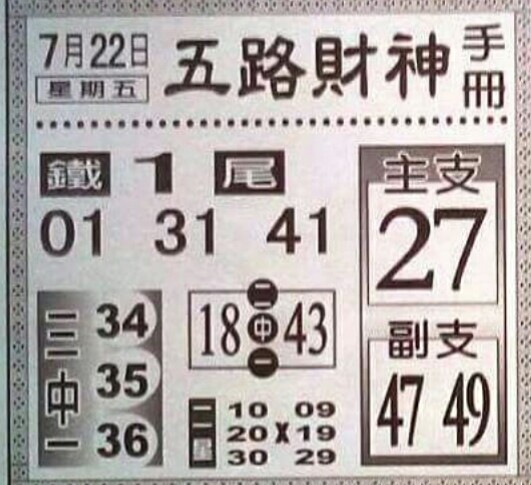 7月22日
星期五
五路財神
手冊
鐵 1 尾
01 31 41
主支
27
三中一
34
35
36
18 二中一 43
副支
47 49
二尾
10 09
20 X 19
30 29